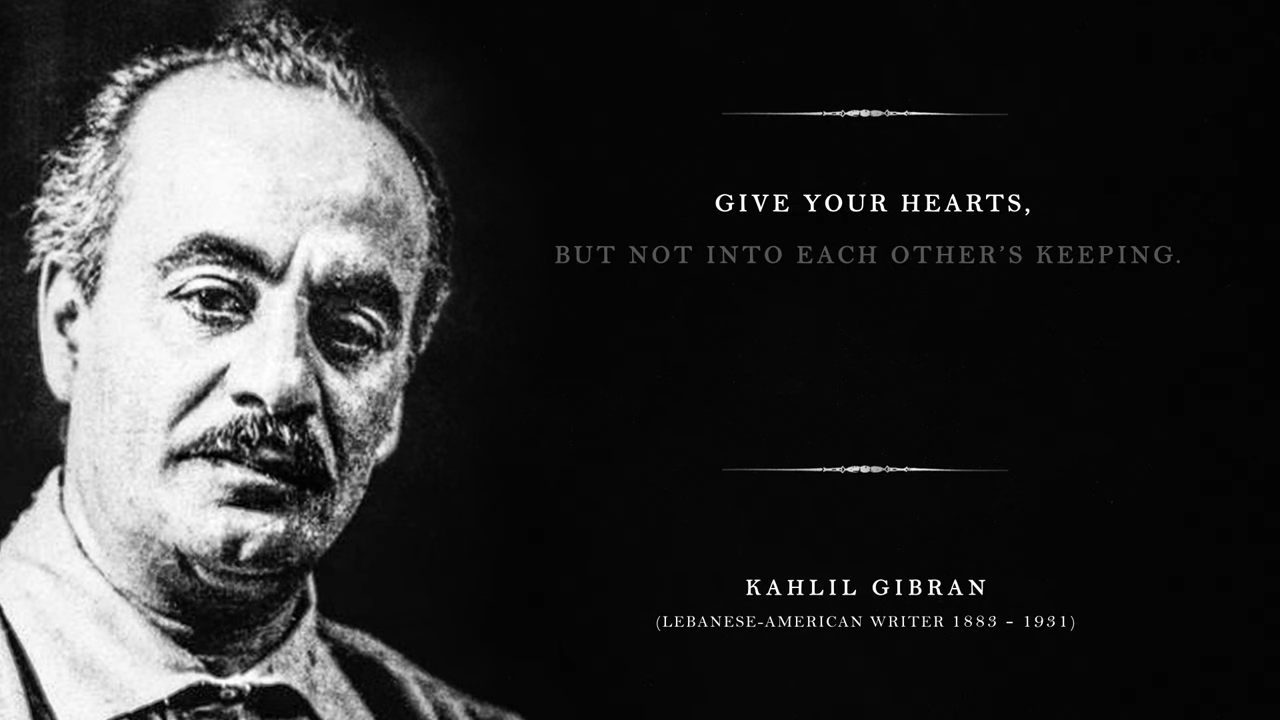 GIVE YOUR HEARTS,
BUT NOT INTO EACH OTHER'S KEEPING.
KAHLIL GIBRAN
(LEBANESE-AMERICAN WRITER 1883 – 1931)